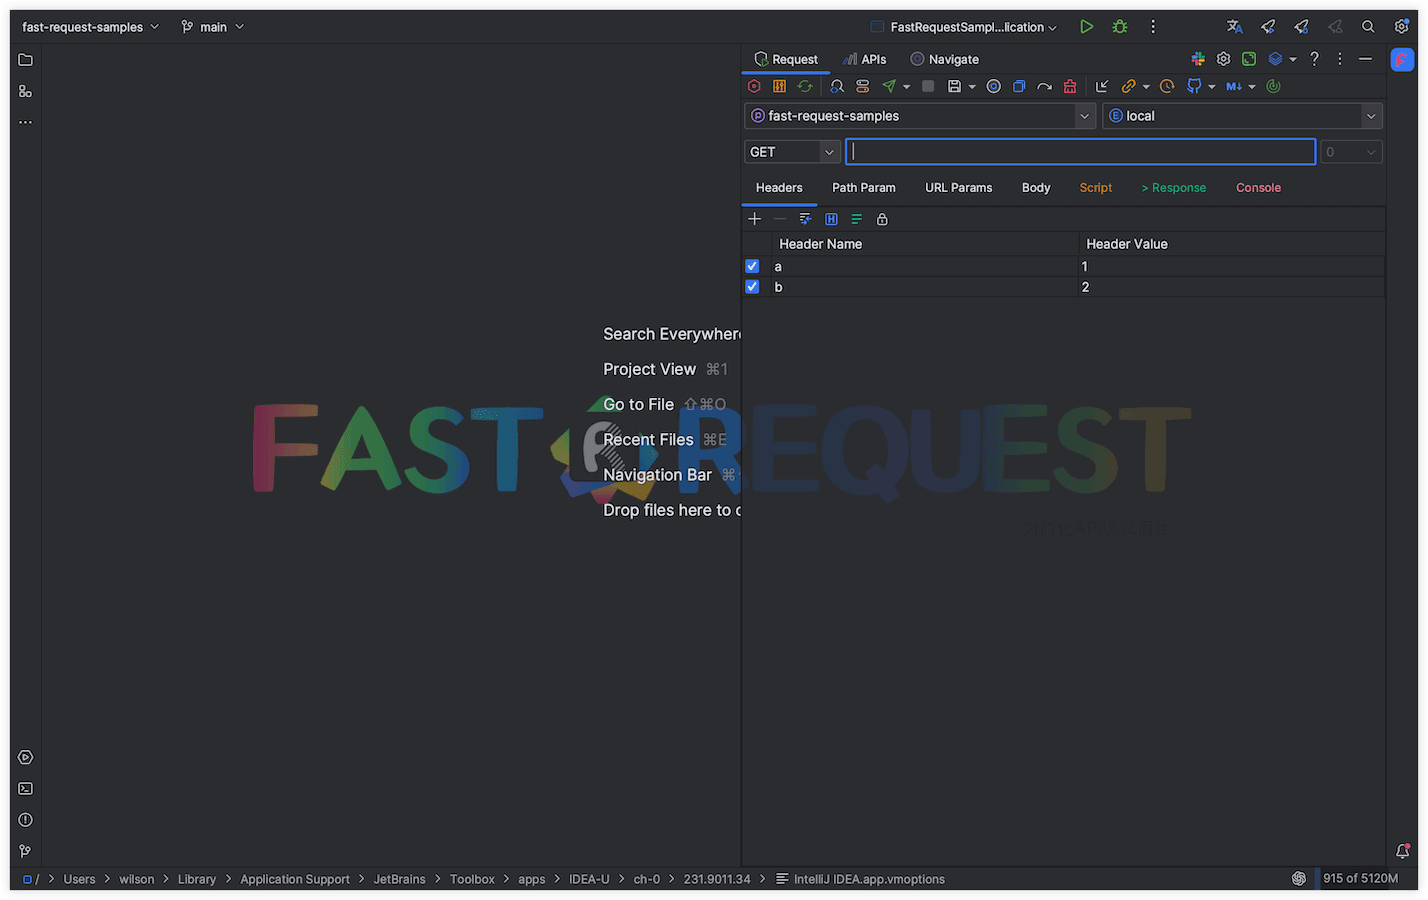 fast-request-samples main FastRequestSampl...lication
Request APIs Navigate
fast-request-samples local
GET 0
Headers Path Param URL Params Body Script > Response Console
Header Name Header Value
a 1
b 2
Search Everywhere
Project View ⌘1
Go to File ⇧⌘O
Recent Files ⌘E
Navigation Bar ⌘
Drop files here to o
FAST REQUEST
/ > Users > wilson > Library > Application Support > JetBrains > Toolbox > apps > IDEA-U > ch-0 > 231.9011.34 > IntelliJ IDEA.app.vmoptions 915 of 5120M